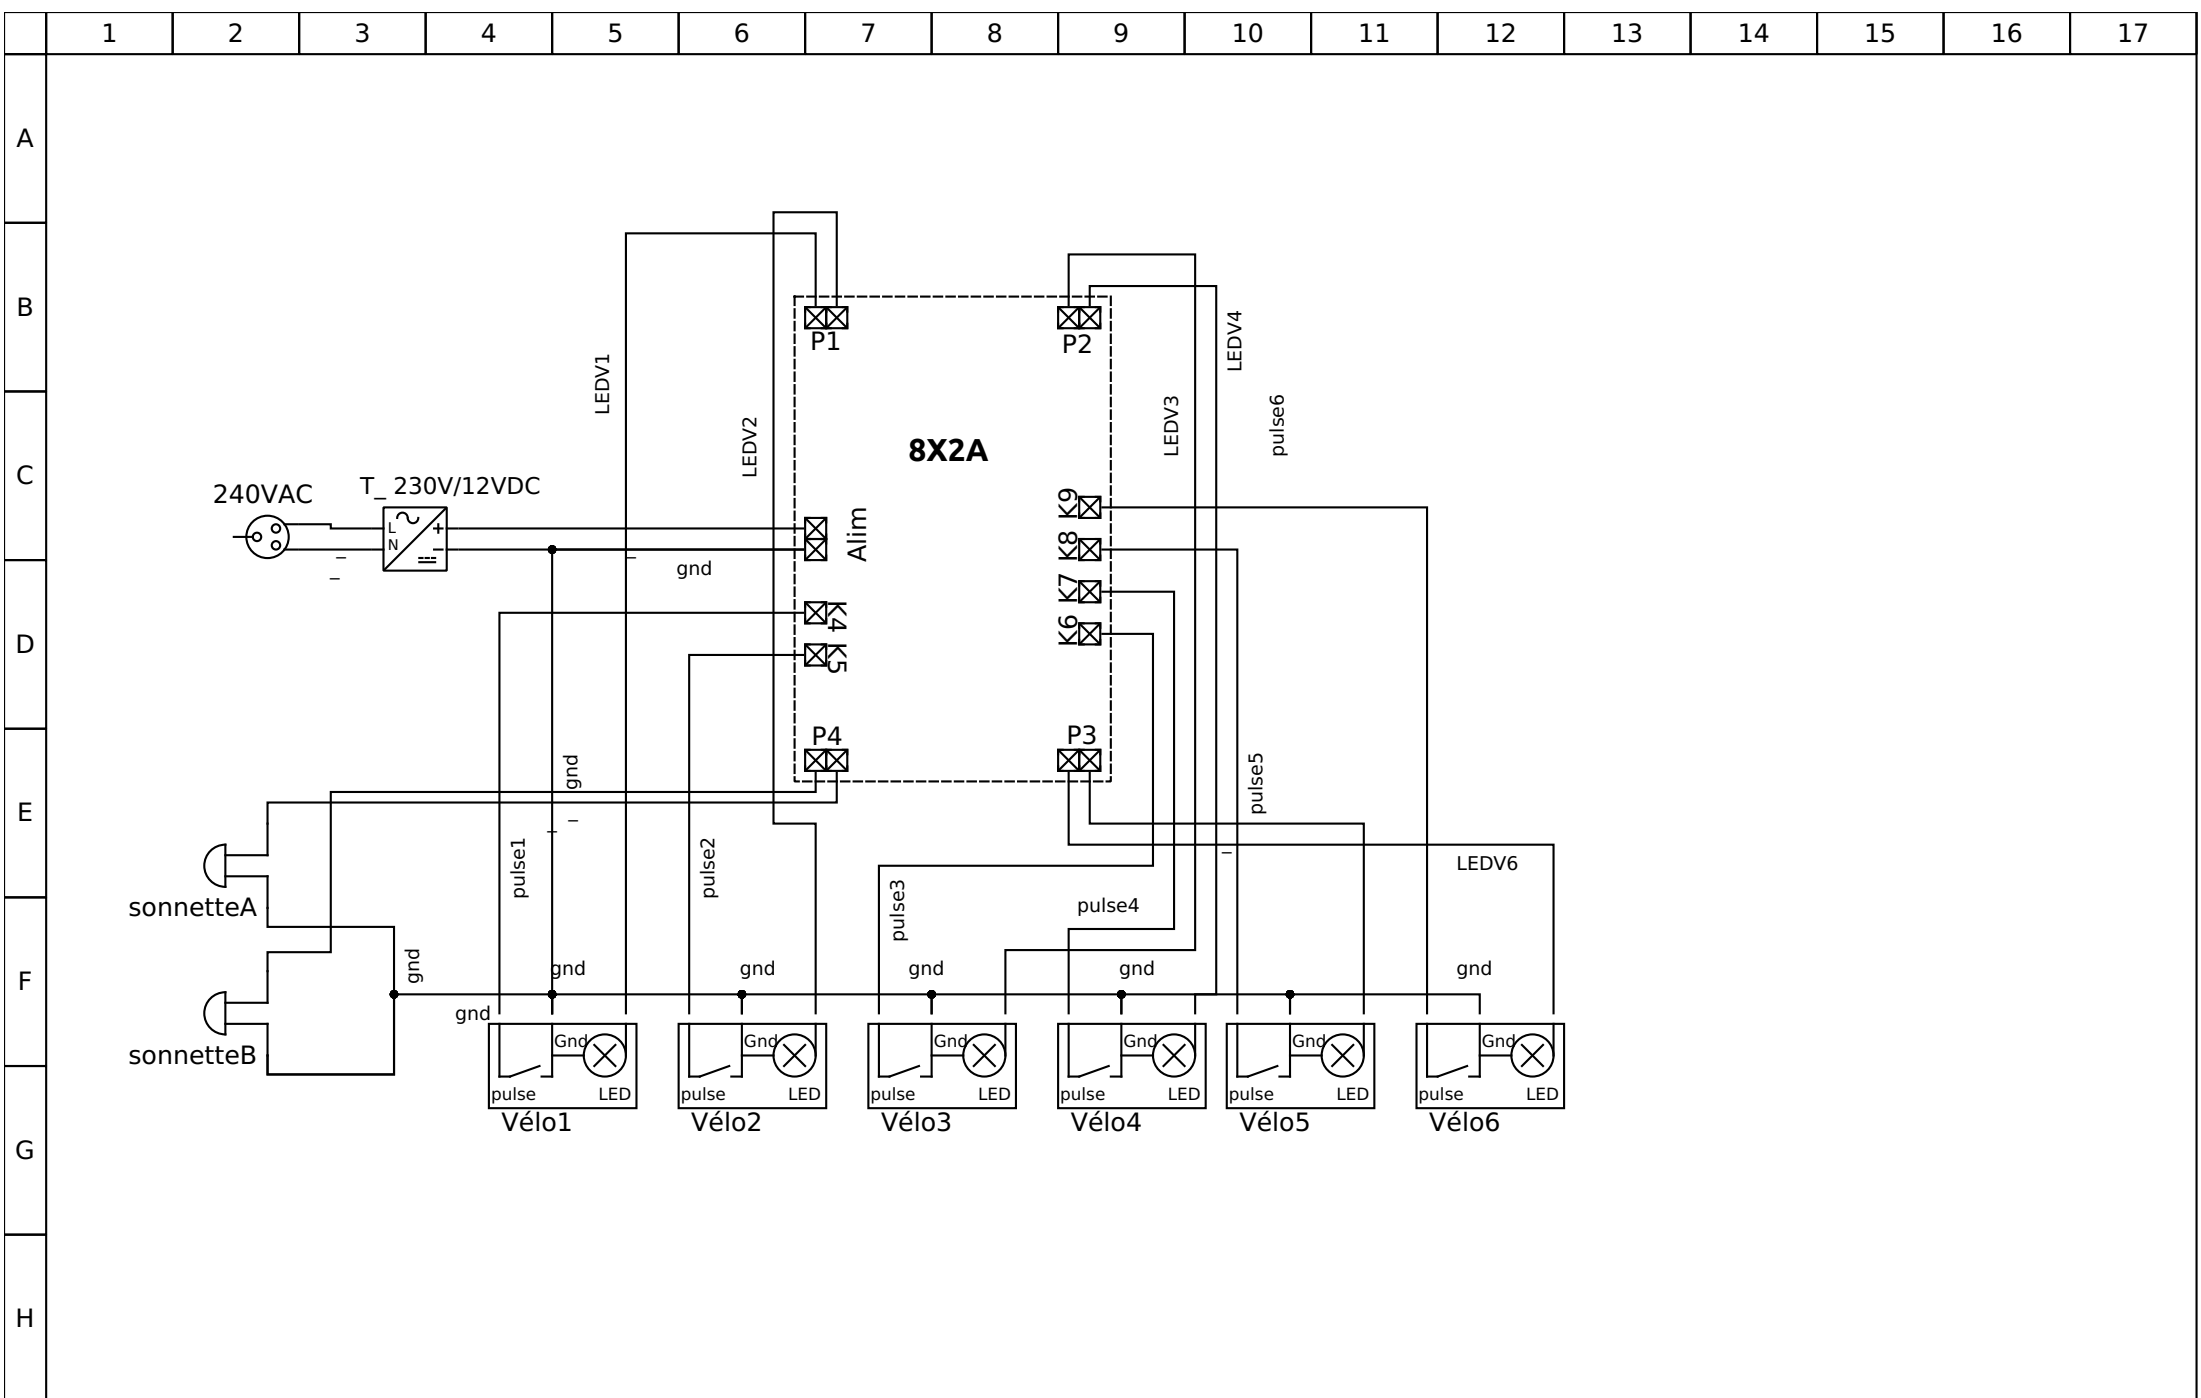 1 2 3 4 5 6 7 8 9 10 11 12 13 14 15 16 17
A
B
C
D
E
F
G
H
P1
P2
LEDV1
LEDV2
LEDV3
LEDV4
pulse6
8X2A
240VAC
T_ 230V/12VDC
L
N
+
−
Alim
gnd
K9
K8
K7
K6
K4
K5
P4
P3
gnd
pulse5
pulse1
pulse2
pulse3
pulse4
LEDV6
_
_
_
_
_
_
sonnetteA
sonnetteB
gnd
gnd
gnd gnd gnd gnd gnd
Gnd Gnd Gnd Gnd Gnd Gnd
pulse LED pulse LED pulse LED pulse LED pulse LED pulse LED
Vélo1 Vélo2 Vélo3 Vélo4 Vélo5 Vélo6